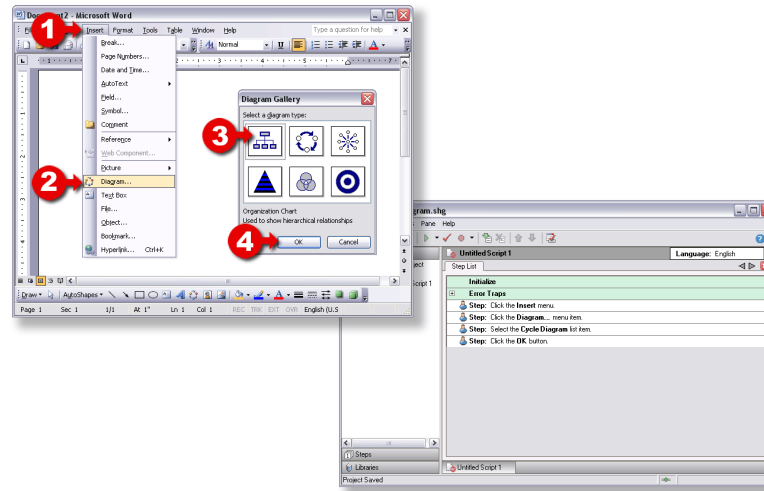 Document2 - Microsoft Word
Insert Format Tools Table Window Help Type a question for help
1
Normal
Break...
Page Numbers...
Date and Time...
AutoText
Field...
Symbol...
Comment
Reference
Web Component...
Picture
2
Diagram...
Text Box
File...
Object...
Bookmark...
Hyperlink... Ctrl+K
Diagram Gallery
Select a diagram type:
3
Organization Chart
Used to show hierarchical relationships
4
OK Cancel
Draw AutoShapes
Page 1 Sec 1 1/1 At 1" Ln 1 Col 1 REC TRK EXT OVR English (U.S
gram.shg
Pane Help
Untitled Script 1 Language: English
Step List
Initialize
Error Traps
Step: Click the Insert menu.
Step: Click the Diagram... menu item.
Step: Select the Cycle Diagram list item.
Step: Click the OK button.
Steps
Libraries
Untitled Script 1
Project Saved